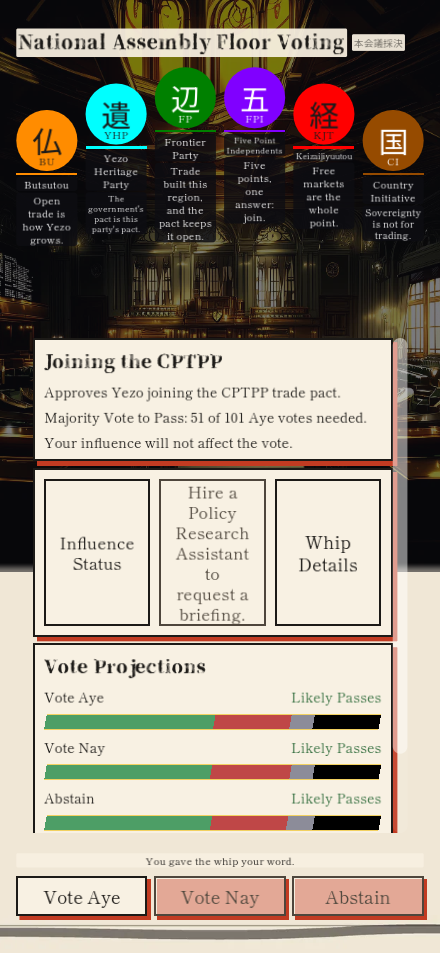 National Assembly Floor Voting
本会議採決
仏
BU
Butsutou
Open
trade is
how Yezo
grows.
遺
YHP
Yezo
Heritage
Party
The
government's
pact is this
party's pact.
辺
FP
Frontier
Party
Trade
built this
region,
and the
pact keeps
it open.
五
FPI
Five Point
Independents
Five
points,
one
answer:
join.
経
KJT
Keizaijiyuutou
Free
markets
are the
whole
point.
国
CI
Country
Initiative
Sovereignty
is not for
trading.
Joining the CPTPP
Approves Yezo joining the CPTPP trade pact.
Majority Vote to Pass: 51 of 101 Aye votes needed.
Your influence will not affect the vote.
Influence
Status
Hire a
Policy
Research
Assistant
to
request a
briefing.
Whip
Details
Vote Projections
Vote Aye Likely Passes
Vote Nay Likely Passes
Abstain Likely Passes
You gave the whip your word.
Vote Aye
Vote Nay
Abstain